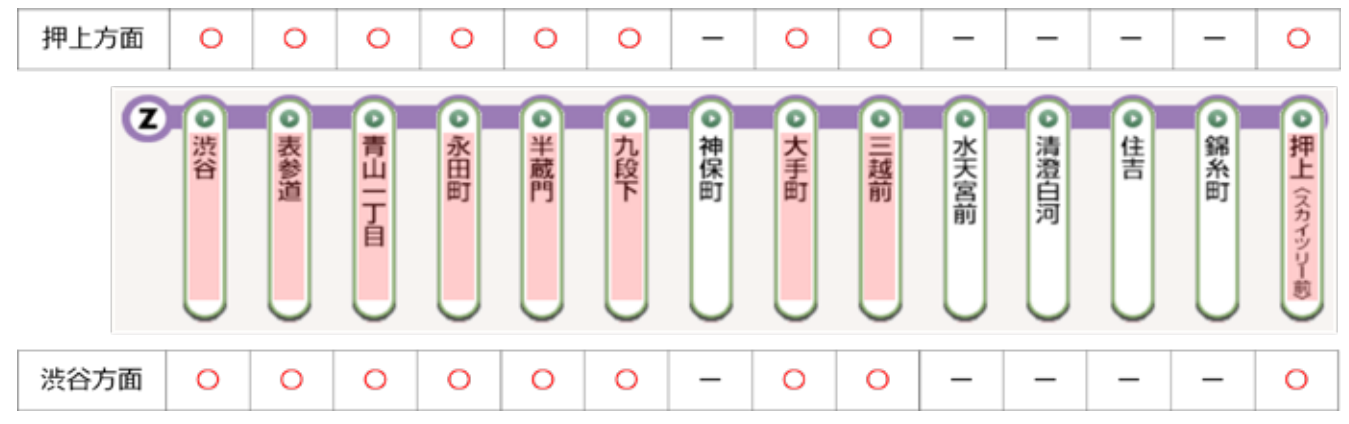 押上方面 〇 〇 〇 〇 〇 〇 ー 〇 〇 ー ー ー ー 〇
Z
渋谷
表参道
青山一丁目
永田町
半蔵門
九段下
神保町
大手町
三越前
水天宮前
清澄白河
住吉
錦糸町
押上〈スカイツリー前〉
渋谷方面 〇 〇 〇 〇 〇 〇 ー 〇 〇 ー ー ー ー 〇